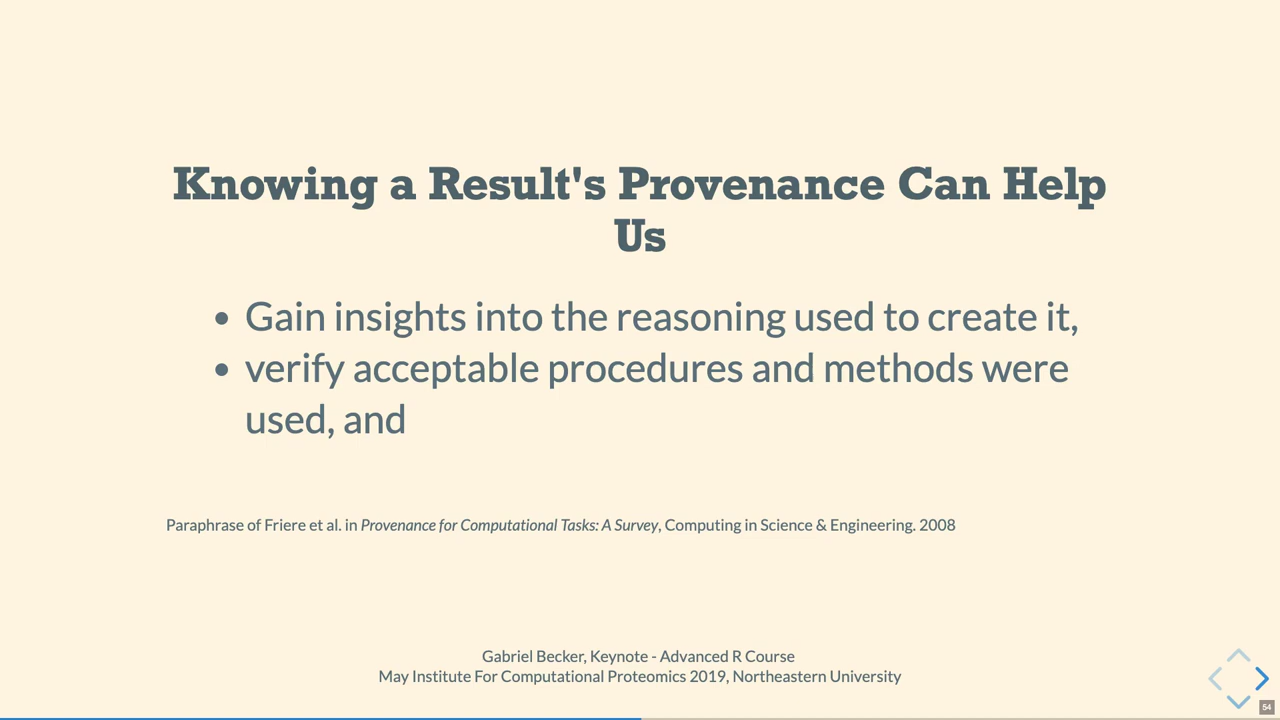 Knowing a Result's Provenance Can Help
Us
• Gain insights into the reasoning used to create it,
• verify acceptable procedures and methods were
used, and
Paraphrase of Friere et al. in Provenance for Computational Tasks: A Survey, Computing in Science & Engineering. 2008
Gabriel Becker, Keynote - Advanced R Course
May Institute For Computational Proteomics 2019, Northeastern University
54